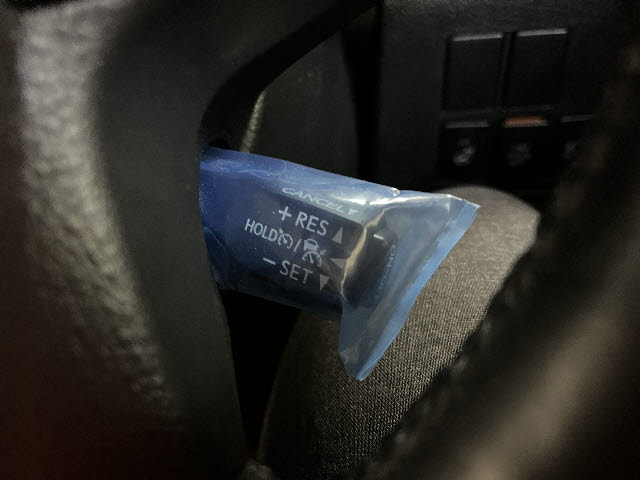 CANCEL
+ RES
HOLD /
- SET